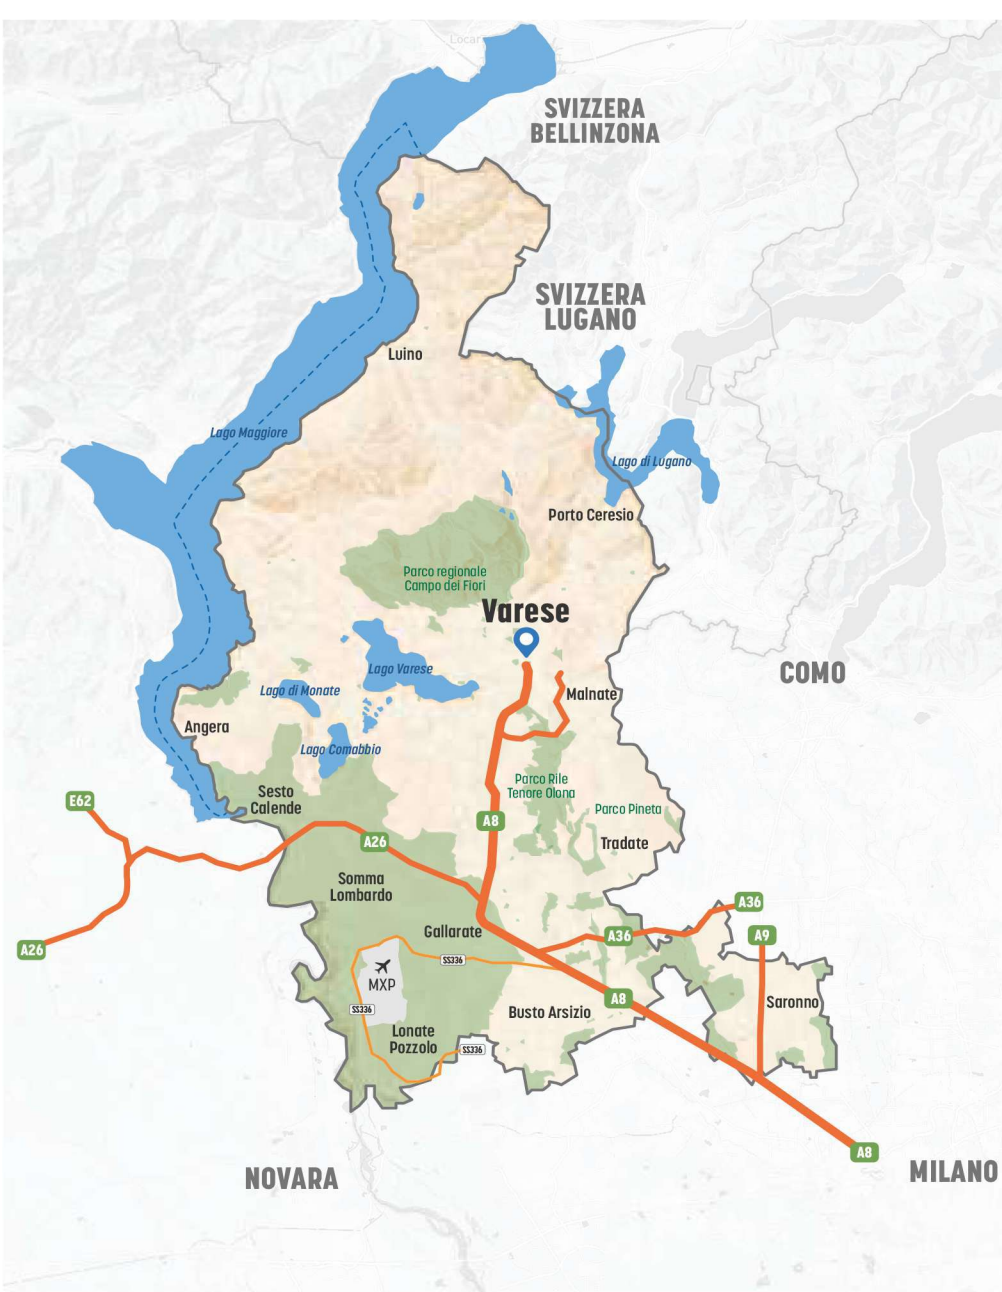 Locar
SVIZZERA
BELLINZONA
SVIZZERA
LUGANO
Luino
Lago Maggiore
Lago di Lugano
Porto Ceresio
Parco regionale
Campo dei Fiori
Varese
Lago Varese
COMO
Lago di Monate
Malnate
Angera
Lago Comabbio
Parco Rile
Tenore Olona
Sesto
Calende
E62
Parco Pineta
A8
A26
Tradate
Somma
Lombardo
A36
Gallarate
A36
A9
A26
SS336
MXP
A8
Saronno
SS336
Busto Arsizio
Lonate
Pozzolo
SS336
A8
NOVARA
MILANO